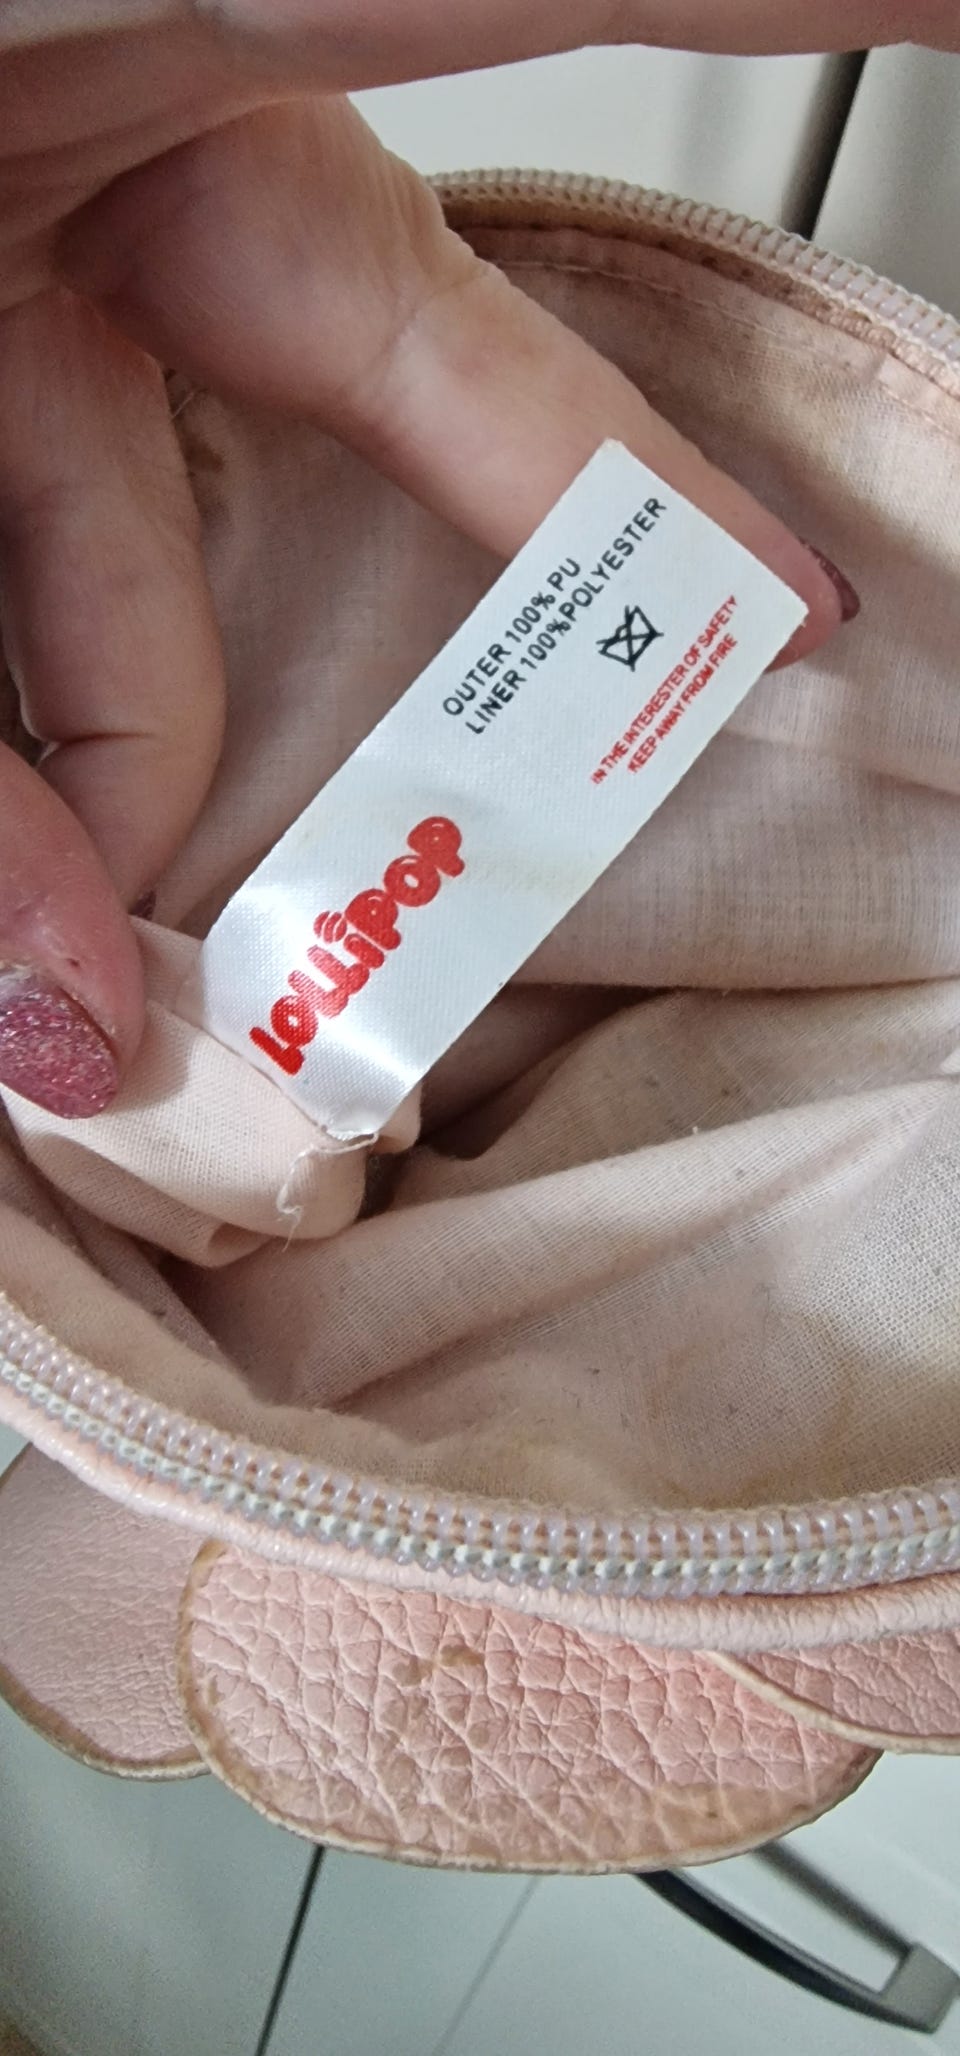 OUTER 100% PU
LINER 100% POLYESTER
IN THE INTERESTER OF SAFETY
KEEP AWAY FROM FIRE
LOLLiPOP